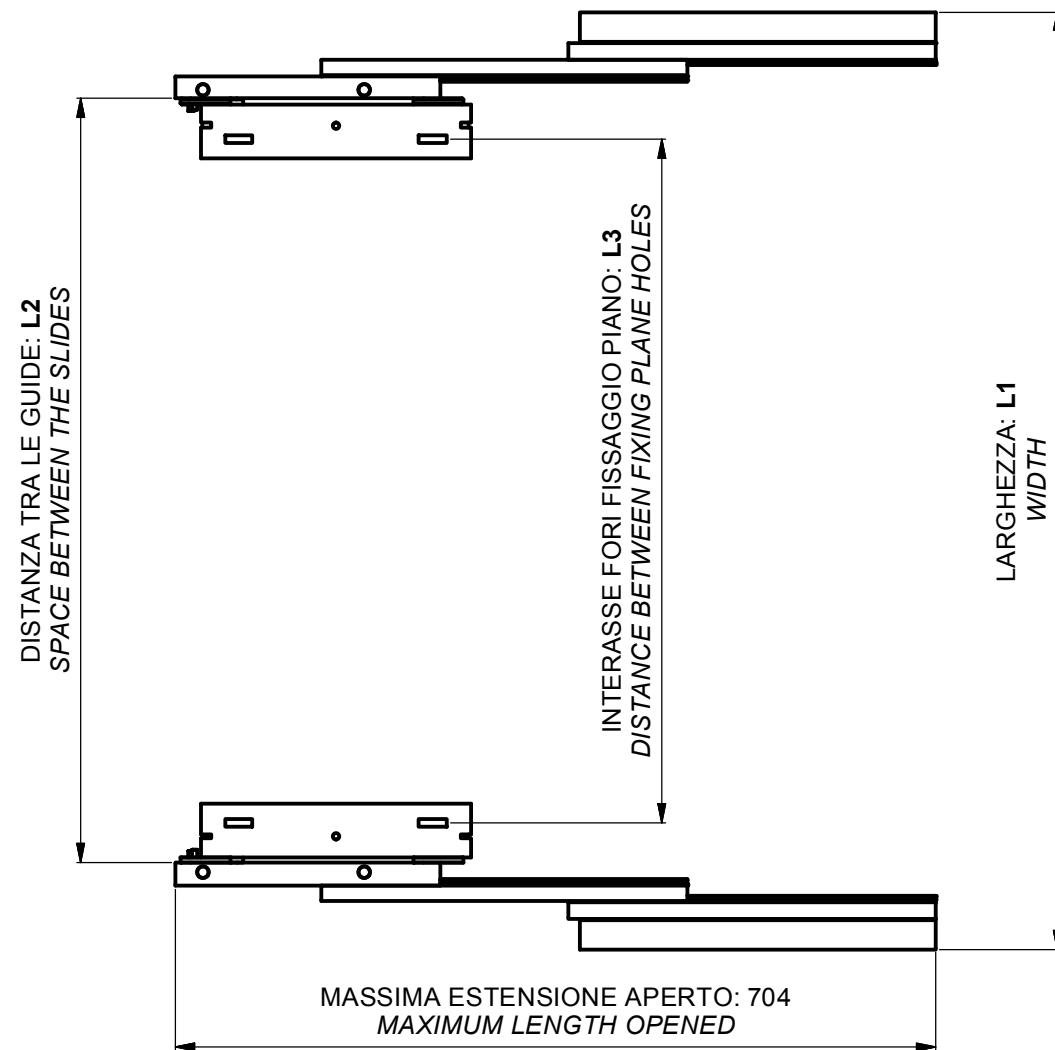 DISTANZA TRA LE GUIDE: L2
SPACE BETWEEN THE SLIDES
INTERASSE FORI FISSAGGIO PIANO: L3
DISTANCE BETWEEN FIXING PLANE HOLES
LARGHEZZA: L1
WIDTH
MASSIMA ESTENSIONE APERTO: 704
MAXIMUM LENGTH OPENED